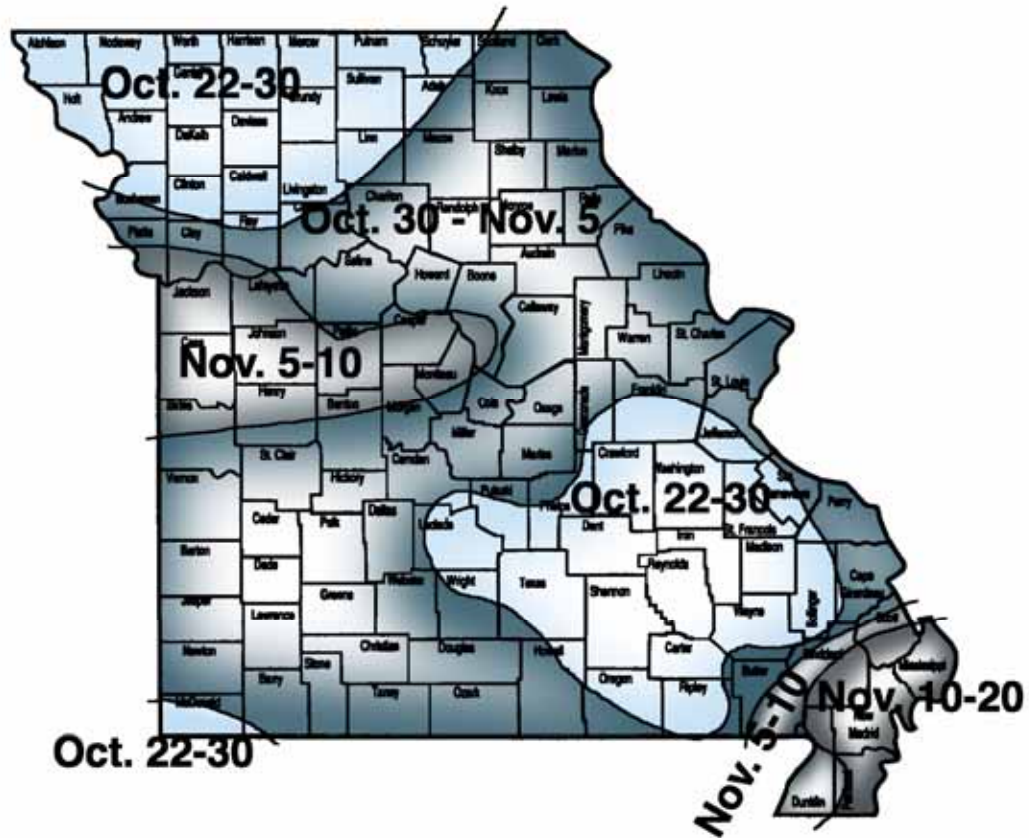 Atchison Nodaway Worth Harrison Mercer Putnam Schuyler Scotland Clark
Gentry Sullivan Adair Knox Lewis
Oct. 22-30
Holt Andrew DeKalb Daviess Grundy
Linn Macon Shelby Marion
Buchanan Clinton Caldwell Livingston Chariton Randolph Monroe Ralls
Oct. 30 - Nov. 5
Platte Clay Ray Pike
Saline Howard Boone Audrain
Jackson Lafayette Lincoln
Callaway Montgomery
Johnson Pettis Cooper Warren St. Charles
Cass
Nov. 5-10
Moniteau St. Louis
Bates Henry Benton Morgan Cole Osage Gasconade Franklin
Miller Jefferson
St. Clair Camden Maries Crawford Washington
Vernon Hickory
Pulaski Phelps
Oct. 22-30
Ste. Genevieve Perry
Cedar Polk Dallas Laclede Dent St. Francois
Iron
Barton Dade Webster Wright Texas Shannon Reynolds Madison Cape Girardeau
Jasper Greene Wayne Bollinger
Lawrence Scott
Newton Christian Douglas Howell Carter Stoddard
Stone Mississippi
McDonald Barry Taney Ozark Oregon Ripley Butler
Nov. 10-20
New Madrid
Oct. 22-30
Nov. 5-10
Dunklin